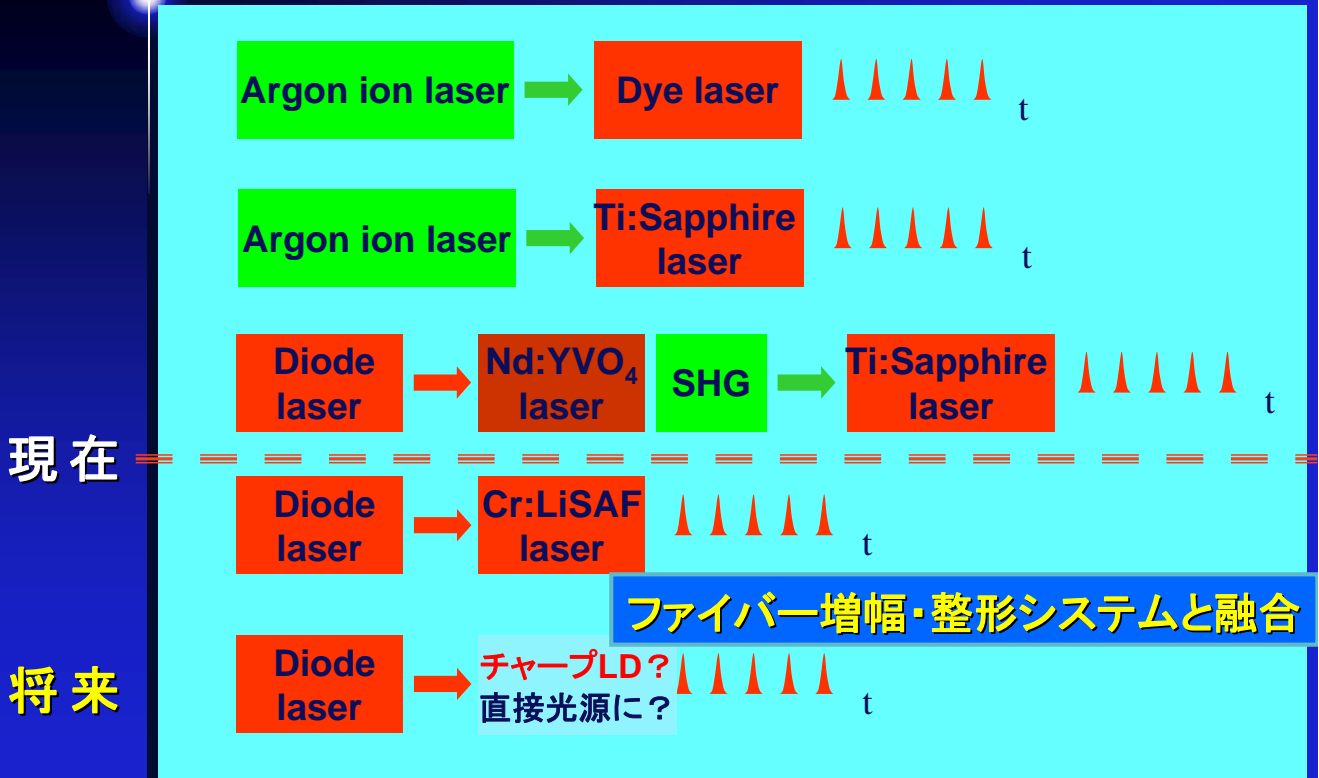 Argon ion laser
Dye laser
t
Argon ion laser
Ti:Sapphire
laser
t
Diode
laser
Nd:YVO4
laser
SHG
Ti:Sapphire
laser
t
現在
Diode
laser
Cr:LiSAF
laser
t
ファイバー増幅・整形システムと融合
将来
Diode
laser
チャープLD？
直接光源に？
t